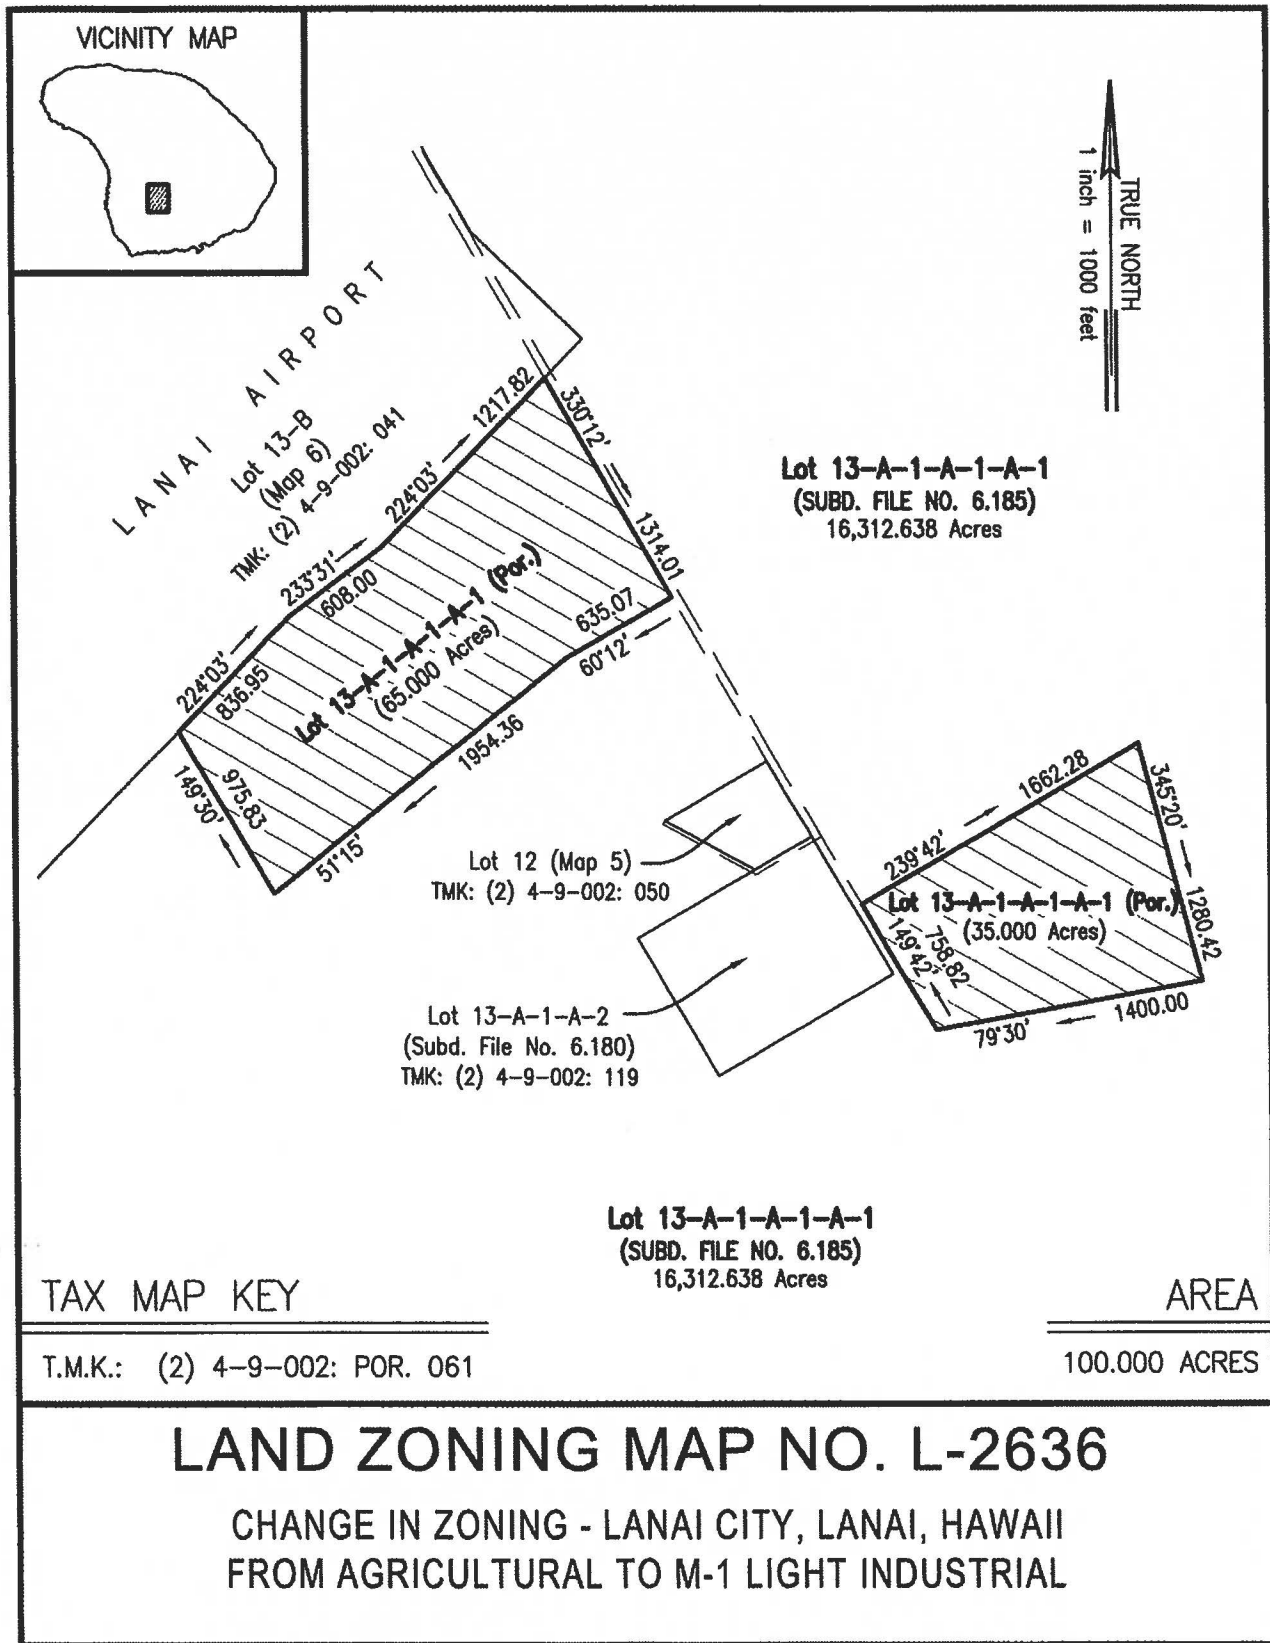 VICINITY MAP
TRUE NORTH
1 inch = 1000 feet
LANAI AIRPORT
Lot 13-B
(Map 6)
TMK: (2) 4-9-002: 041
1217.82
224°03'
330°12'
1314.01
233°31'
608.00
224°03'
836.95
Lot 13-A-1-A-1-A-1 (Por.)
(65.000 Acres)
635.07
60°12'
1954.36
51°15'
975.83
149°30'
Lot 13-A-1-A-1-A-1
(SUBD. FILE NO. 6.185)
16,312.638 Acres
Lot 12 (Map 5)
TMK: (2) 4-9-002: 050
1662.28
239°42'
345°20'
1280.42
Lot 13-A-1-A-1-A-1 (Por.)
(35.000 Acres)
758.82
149°42'
1400.00
79°30'
Lot 13-A-1-A-2
(Subd. File No. 6.180)
TMK: (2) 4-9-002: 119
Lot 13-A-1-A-1-A-1
(SUBD. FILE NO. 6.185)
16,312.638 Acres
TAX MAP KEY
AREA
T.M.K.: (2) 4-9-002: POR. 061
100.000 ACRES
LAND ZONING MAP NO. L-2636
CHANGE IN ZONING - LANAI CITY, LANAI, HAWAII
FROM AGRICULTURAL TO M-1 LIGHT INDUSTRIAL